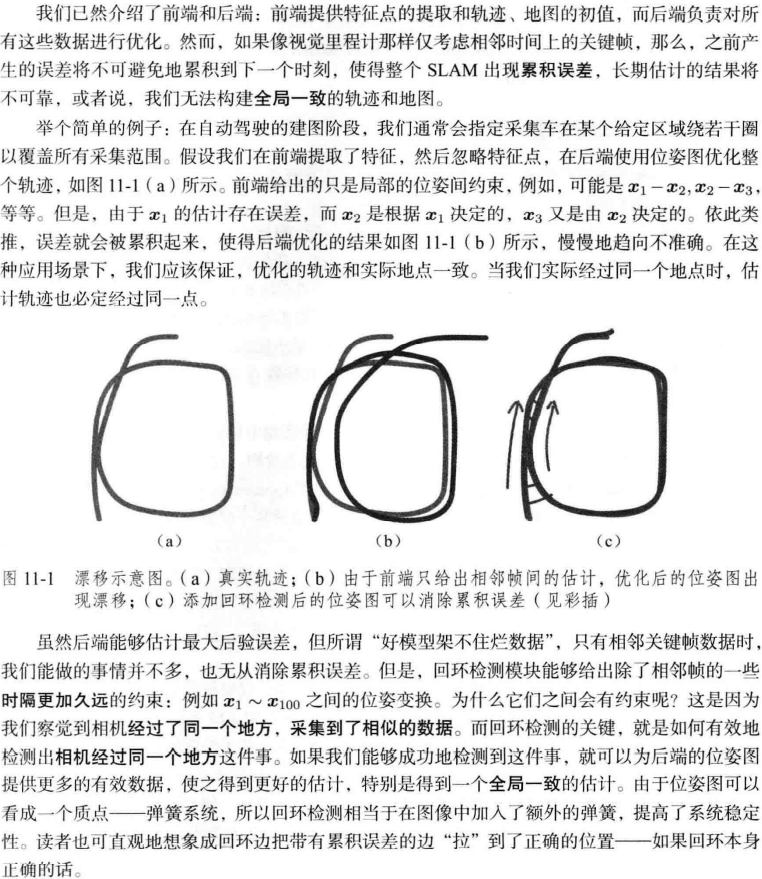 我们已然介绍了前端和后端：前端提供特征点的提取和轨迹、地图的初值，而后端负责对所
有这些数据进行优化。然而，如果像视觉里程计那样仅考虑相邻时间上的关键帧，那么，之前产
生的误差将不可避免地累积到下一个时刻，使得整个 SLAM 出现累积误差，长期估计的结果将
不可靠，或者说，我们无法构建全局一致的轨迹和地图。
举个简单的例子：在自动驾驶的建图阶段，我们通常会指定采集车在某个给定区域绕若干圈
以覆盖所有采集范围。假设我们在前端提取了特征，然后忽略特征点，在后端使用位姿图优化整
个轨迹，如图 11-1（a）所示。前端给出的只是局部的位姿间约束，例如，可能是 x₁ − x₂, x₂ − x₃，
等等。但是，由于 x₁ 的估计存在误差，而 x₂ 是根据 x₁ 决定的，x₃ 又是由 x₂ 决定的。依此类
推，误差就会被累积起来，使得后端优化的结果如图 11-1（b）所示，慢慢地趋向不准确。在这
种应用场景下，我们应该保证，优化的轨迹和实际地点一致。当我们实际经过同一个地点时，估
计轨迹也必定经过同一点。
（a） （b） （c）
图 11-1 漂移示意图。（a）真实轨迹；（b）由于前端只给出相邻帧间的估计，优化后的位姿图出
现漂移；（c）添加回环检测后的位姿图可以消除累积误差（见彩插）
虽然后端能够估计最大后验误差，但所谓“好模型架不住烂数据”，只有相邻关键帧数据时，
我们能做的事情并不多，也无从消除累积误差。但是，回环检测模块能够给出除了相邻帧的一些
时隔更加久远的约束：例如 x₁ ∼ x₁₀₀ 之间的位姿变换。为什么它们之间会有约束呢？这是因为
我们察觉到相机经过了同一个地方，采集到了相似的数据。而回环检测的关键，就是如何有效地
检测出相机经过同一个地方这件事。如果我们能够成功地检测到这件事，就可以为后端的位姿图
提供更多的有效数据，使之得到更好的估计，特别是得到一个全局一致的估计。由于位姿图可以
看成一个质点——弹簧系统，所以回环检测相当于在图像中加入了额外的弹簧，提高了系统稳定
性。读者也可直观地想象成回环边把带有累积误差的边“拉”到了正确的位置——如果回环本身
正确的话。